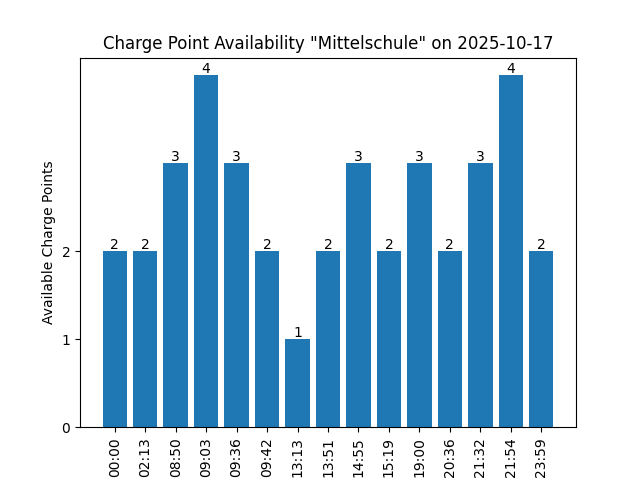 Charge Point Availability "Mittelschule" on 2025-10-17
Available Charge Points
2
1
0
2 2 3 4 3 2 1 2 3 2 3 2 3 4 2
00:00 02:13 08:50 09:03 09:36 09:42 13:13 13:51 14:55 15:19 19:00 20:36 21:32 21:54 23:59